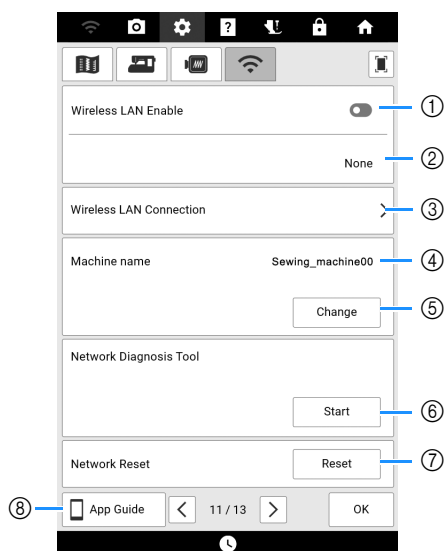 ?
Wireless LAN Enable
①
None
②
Wireless LAN Connection
③
Machine name
Sewing_machine00
④
Change
⑤
Network Diagnosis Tool
Start
⑥
Network Reset
Reset
⑦
⑧
App Guide
11 / 13
OK